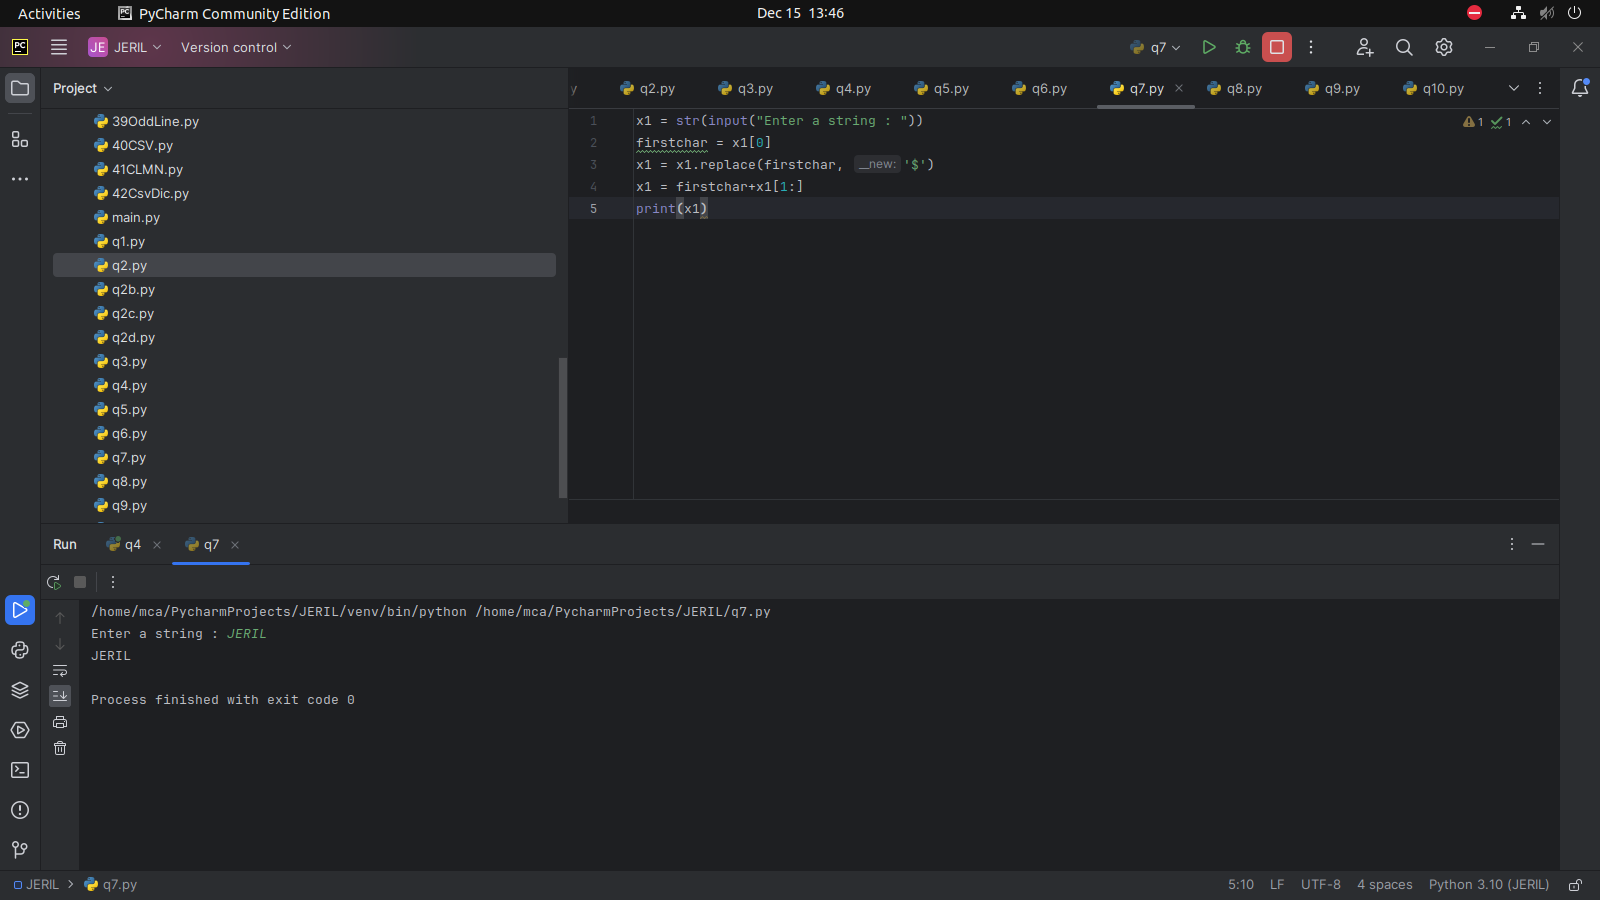 Activities PyCharm Community Edition Dec 15 13:46
PC JE JERIL Version control q7
Project y q2.py q3.py q4.py q5.py q6.py q7.py q8.py q9.py q10.py
39OddLine.py
40CSV.py
41CLMN.py
42CsvDic.py
main.py
q1.py
q2.py
q2b.py
q2c.py
q2d.py
q3.py
q4.py
q5.py
q6.py
q7.py
q8.py
q9.py
1 x1 = str(input("Enter a string : ")) 1 1
2 firstchar = x1[0]
3 x1 = x1.replace(firstchar, __new: '$')
4 x1 = firstchar+x1[1:]
5 print(x1)
Run q4 q7
/home/mca/PycharmProjects/JERIL/venv/bin/python /home/mca/PycharmProjects/JERIL/q7.py
Enter a string : JERIL
JERIL
Process finished with exit code 0
JERIL q7.py 5:10 LF UTF-8 4 spaces Python 3.10 (JERIL)